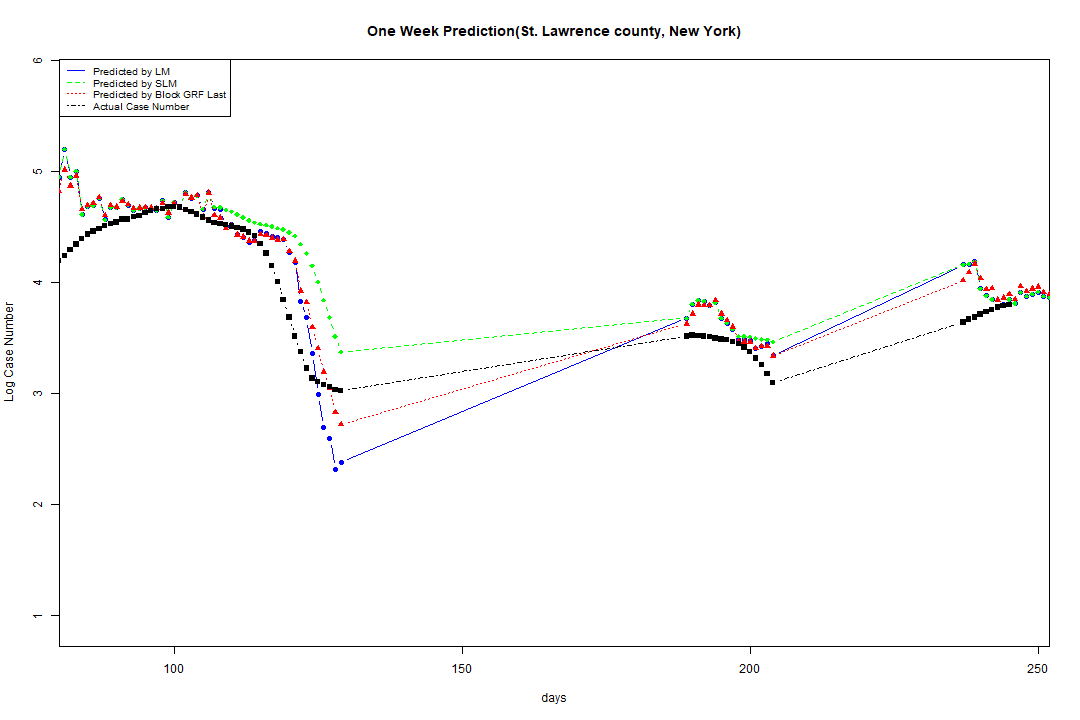 One Week Prediction(St. Lawrence county, New York)
Predicted by LM
Predicted by SLM
Predicted by Block GRF Last
Actual Case Number
6
5
4
3
2
1
Log Case Number
100
150
200
250
days